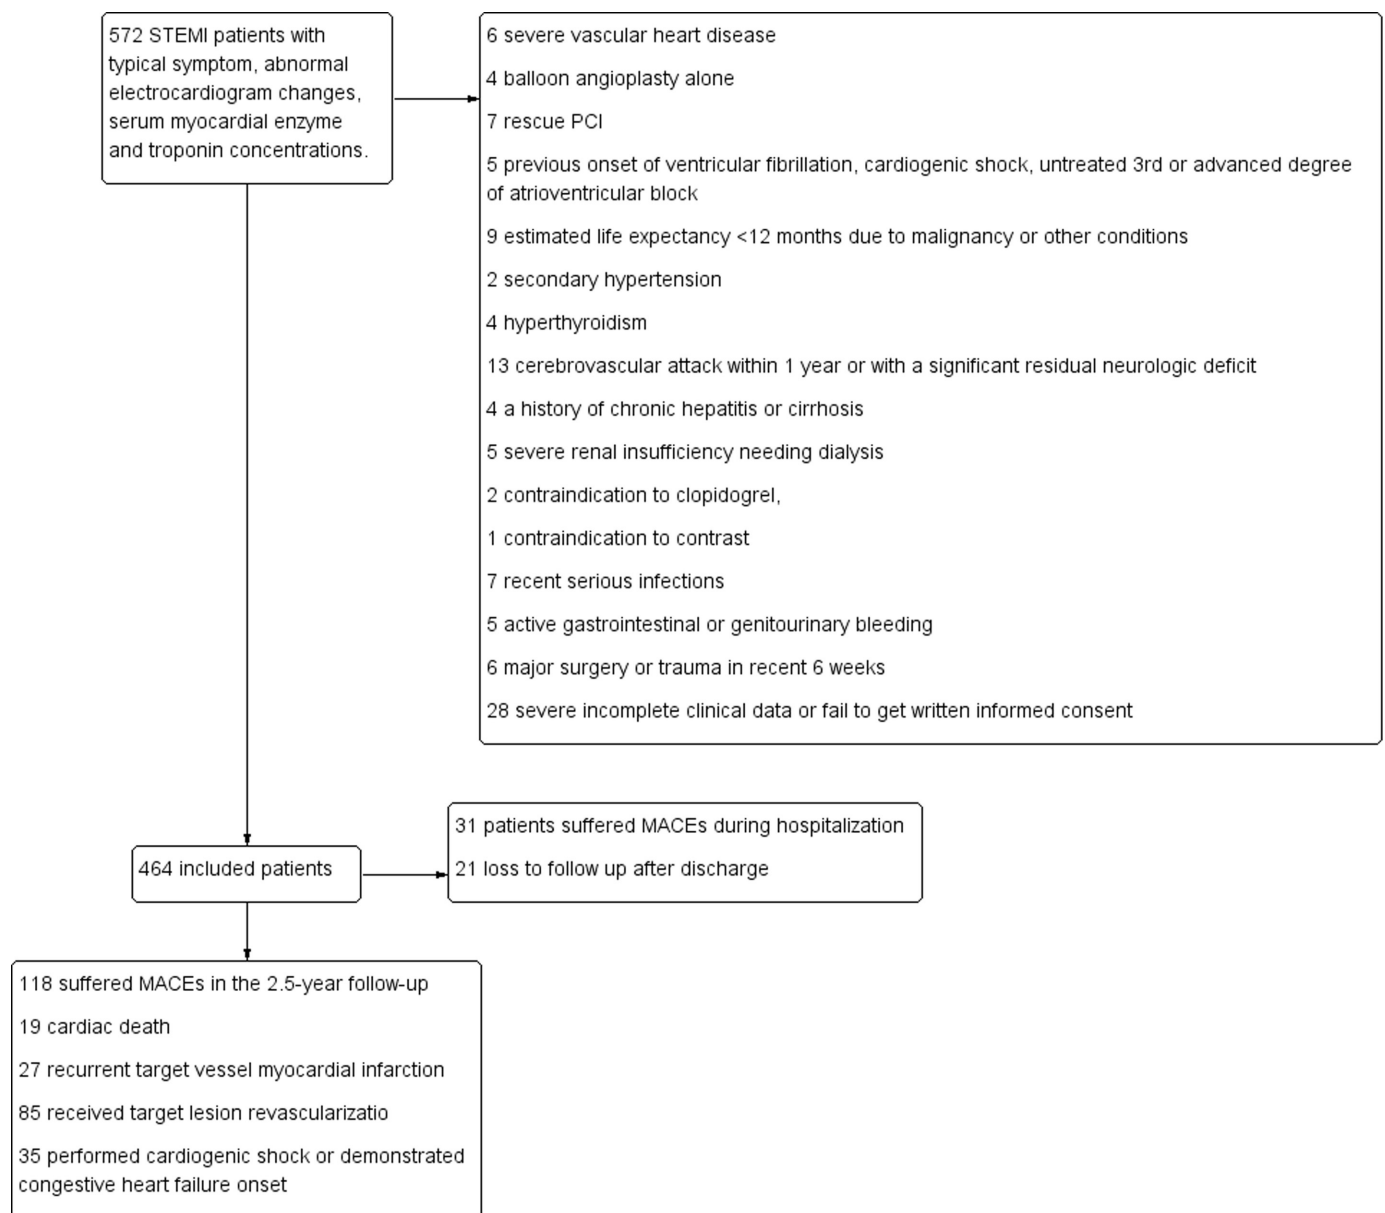 572 STEMI patients with
typical symptom, abnormal
electrocardiogram changes,
serum myocardial enzyme
and troponin concentrations.
6 severe vascular heart disease
4 balloon angioplasty alone
7 rescue PCI
5 previous onset of ventricular fibrillation, cardiogenic shock, untreated 3rd or advanced degree
of atrioventricular block
9 estimated life expectancy <12 months due to malignancy or other conditions
2 secondary hypertension
4 hyperthyroidism
13 cerebrovascular attack within 1 year or with a significant residual neurologic deficit
4 a history of chronic hepatitis or cirrhosis
5 severe renal insufficiency needing dialysis
2 contraindication to clopidogrel,
1 contraindication to contrast
7 recent serious infections
5 active gastrointestinal or genitourinary bleeding
6 major surgery or trauma in recent 6 weeks
28 severe incomplete clinical data or fail to get written informed consent
464 included patients
31 patients suffered MACEs during hospitalization
21 loss to follow up after discharge
118 suffered MACEs in the 2.5-year follow-up
19 cardiac death
27 recurrent target vessel myocardial infarction
85 received target lesion revascularizatio
35 performed cardiogenic shock or demonstrated
congestive heart failure onset